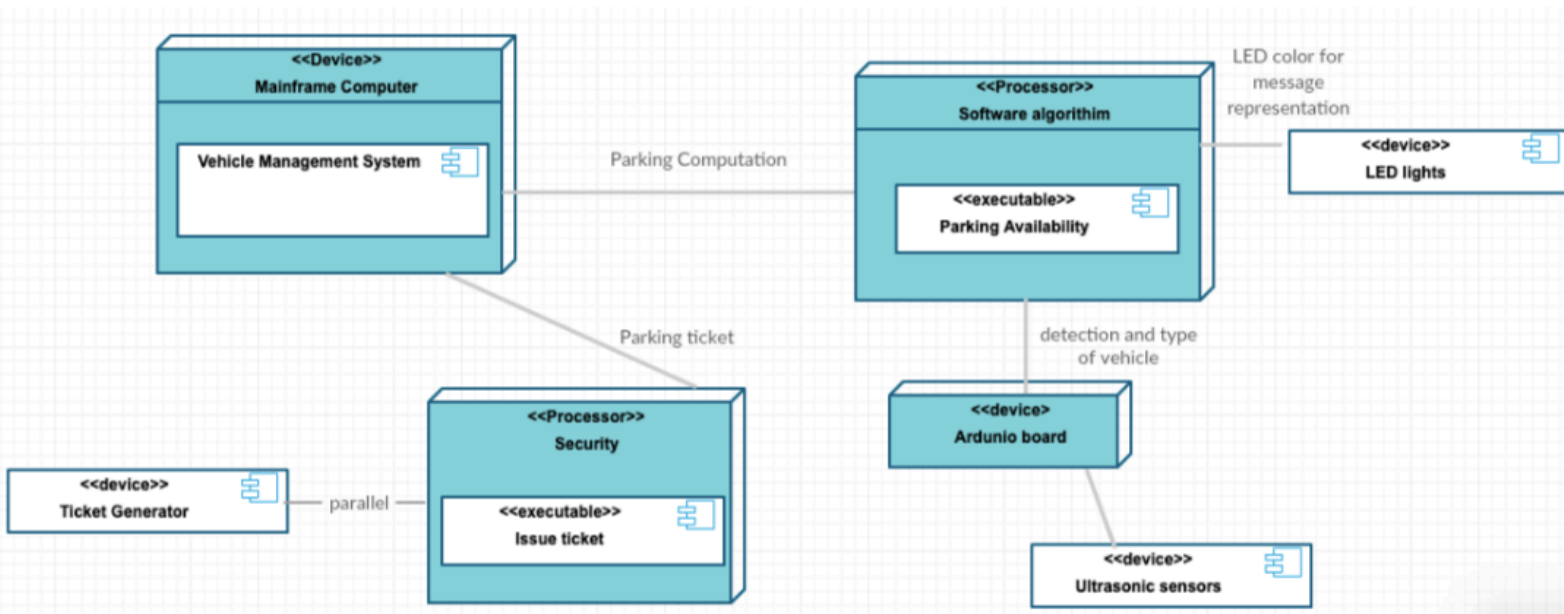 <<Device>>
Mainframe Computer
Vehicle Management System
Parking Computation
<<Processor>>
Software algorithim
<<executable>>
Parking Availability
LED color for
message
representation
<<device>>
LED lights
Parking ticket
detection and type
of vehicle
<<Processor>>
Security
<<executable>>
Issue ticket
<<device>>
Ticket Generator
parallel
<<device>
Ardunio board
<<device>>
Ultrasonic sensors